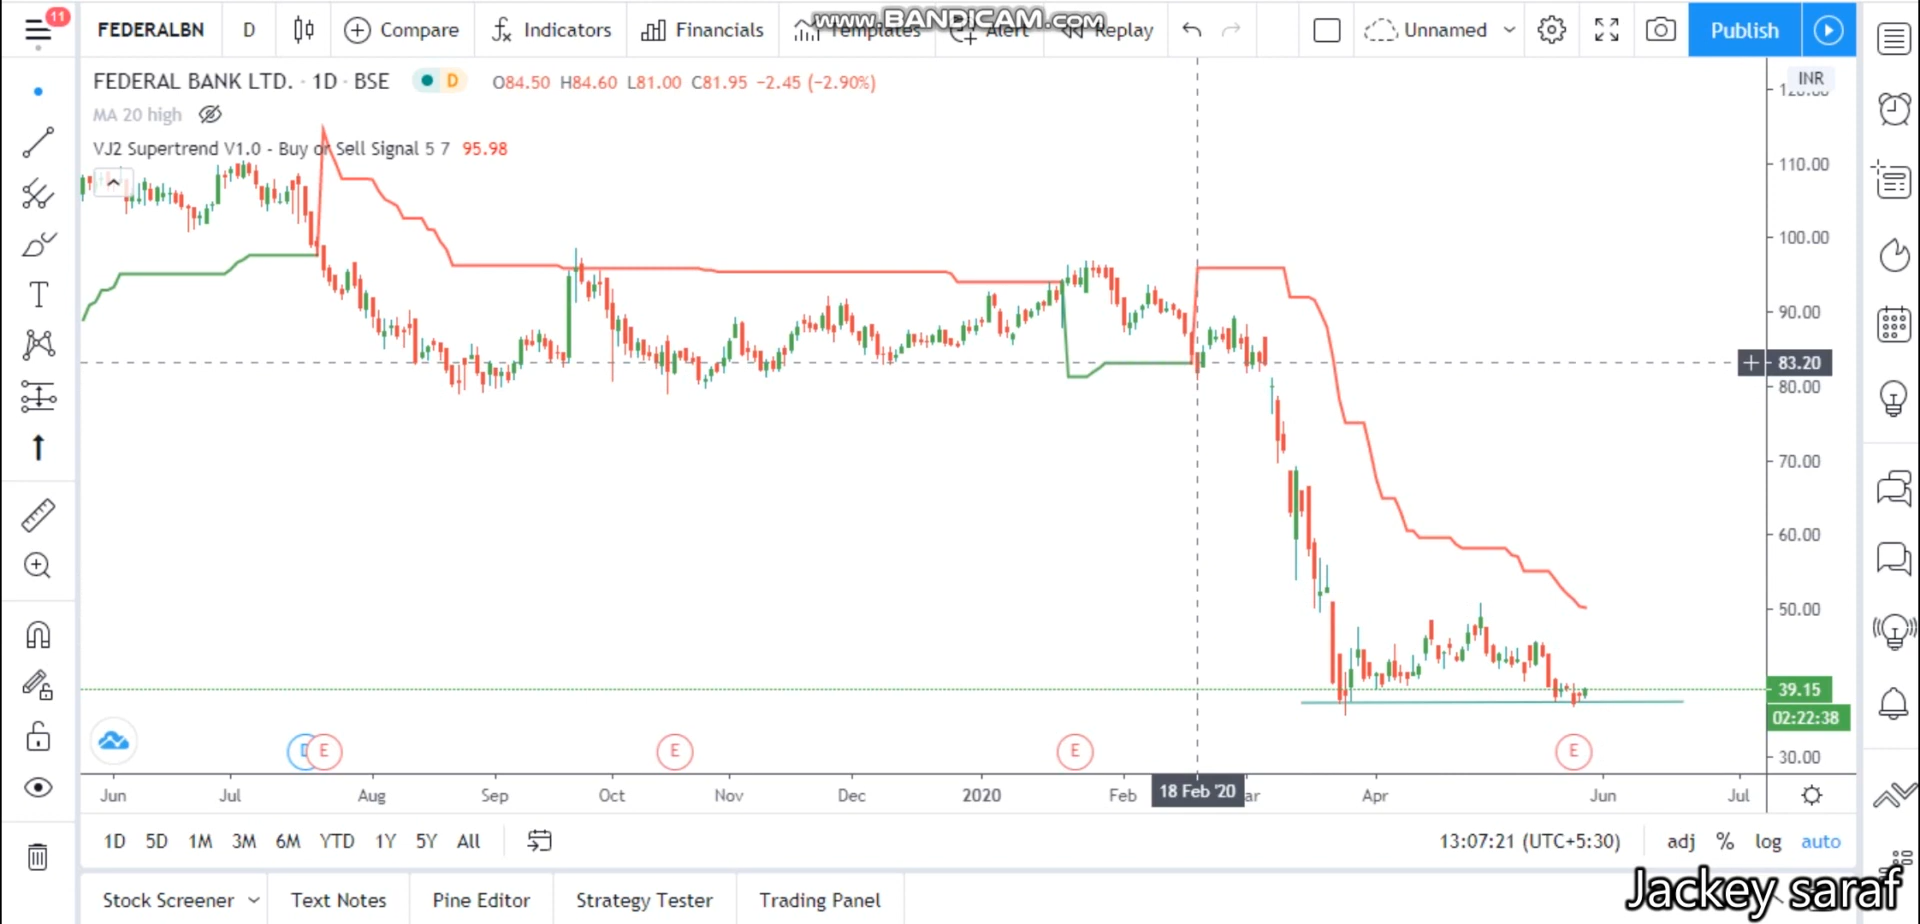 11
FEDERALBN D Compare Indicators Financials Templates Alert Replay Unnamed Publish
www.BANDICAM.com
FEDERAL BANK LTD. · 1D · BSE D O84.50 H84.60 L81.00 C81.95 −2.45 (−2.90%)
INR
120.00
MA 20 high
VJ2 Supertrend V1.0 - Buy or Sell Signal 5 7 95.98
110.00
100.00
90.00
83.20
80.00
70.00
60.00
50.00
39.15
02:22:38
30.00
D E E E E
Jun Jul Aug Sep Oct Nov Dec 2020 Feb 18 Feb '20 ar Apr Jun Jul
1D 5D 1M 3M 6M YTD 1Y 5Y All 13:07:21 (UTC+5:30) adj % log auto
Stock Screener Text Notes Pine Editor Strategy Tester Trading Panel
Jackey saraf